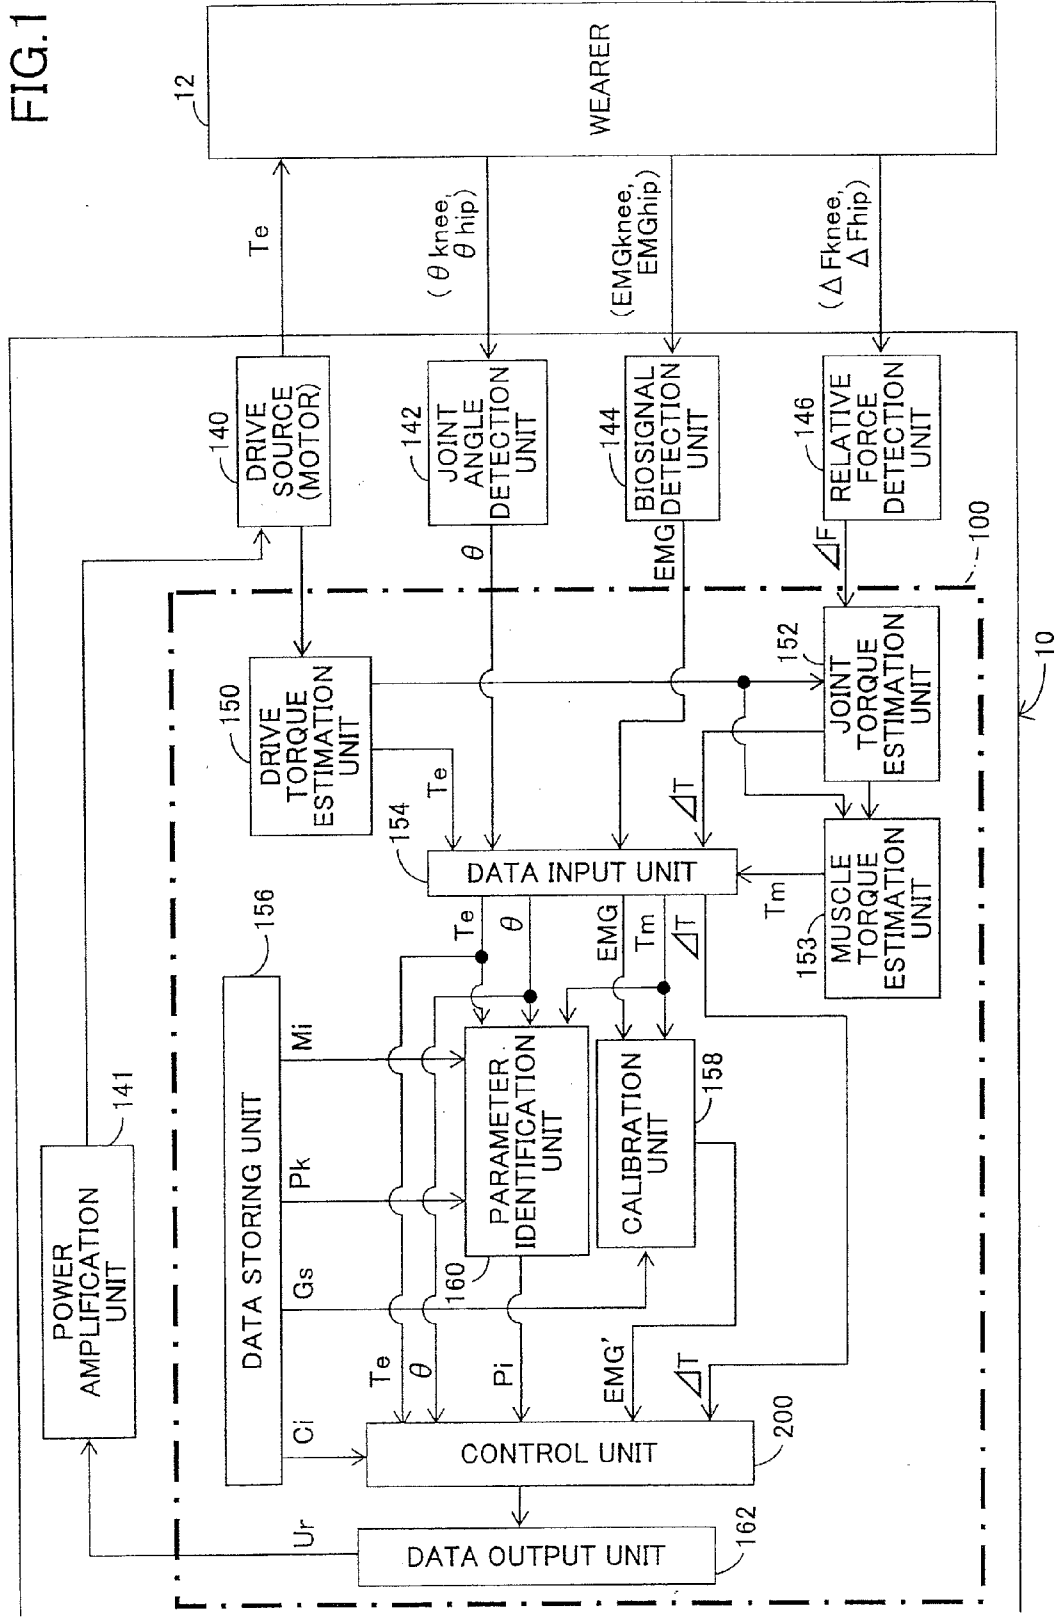 FIG.1
12
WEARER
Te
(θ knee,
θ hip)
(EMGknee,
EMGhip)
(ΔFknee,
ΔFhip)
140
DRIVE
SOURCE
(MOTOR)
142
JOINT
ANGLE
DETECTION
UNIT
144
BIOSIGNAL
DETECTION
UNIT
146
RELATIVE
FORCE
DETECTION
UNIT
θ
EMG
ΔF
100
10
150
DRIVE
TORQUE
ESTIMATION
UNIT
152
JOINT
TORQUE
ESTIMATION
UNIT
Te
ΔT
154
DATA INPUT UNIT
Tm
153
MUSCLE
TORQUE
ESTIMATION
UNIT
Te
θ
EMG
Tm
ΔT
156
DATA STORING UNIT
Mi
Pk
Gs
Ci
PARAMETER
IDENTIFICATION
UNIT
160
CALIBRATION
UNIT
158
141
POWER
AMPLIFICATION
UNIT
Te
θ
Pi
EMG'
ΔT
CONTROL UNIT
200
Ur
DATA OUTPUT UNIT
162